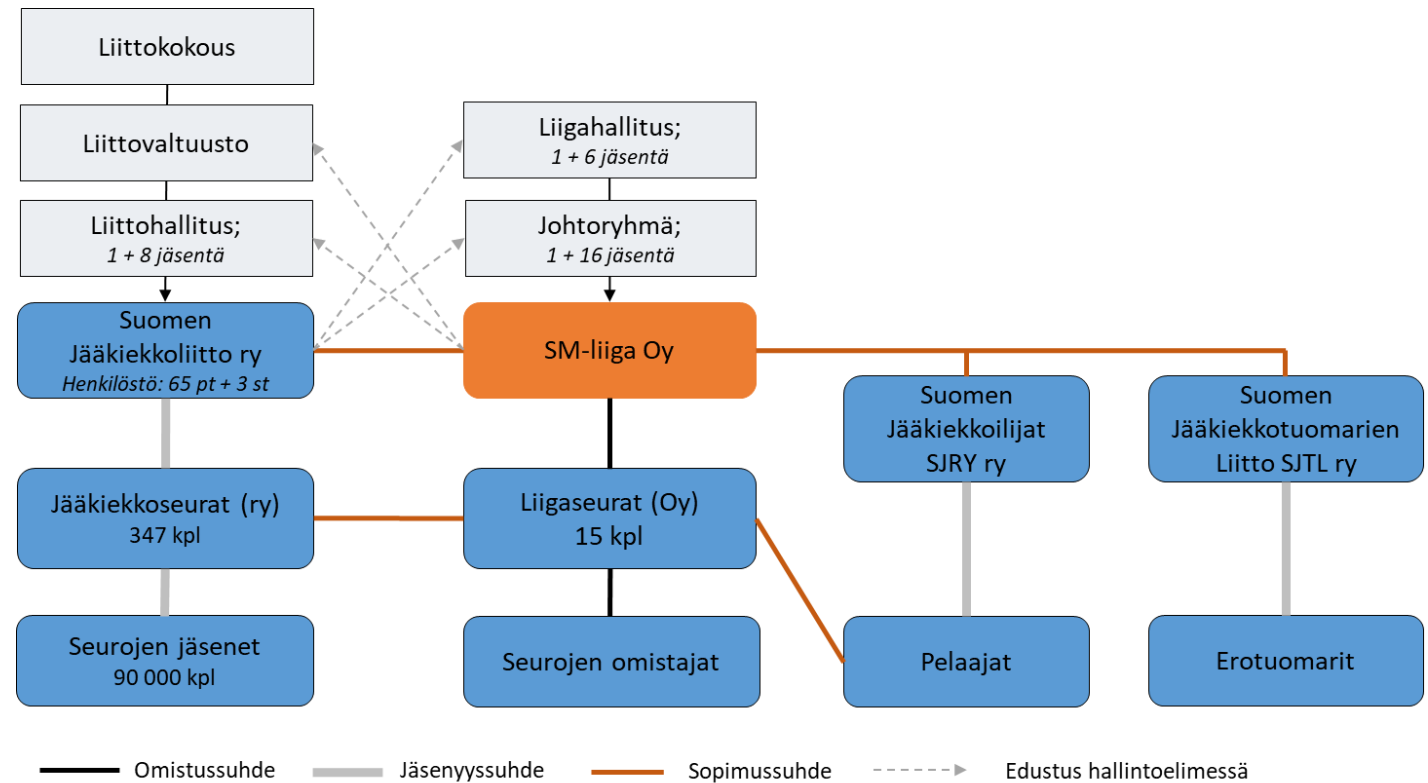 Liittokokous
Liittovaltuusto
Liittohallitus;
1 + 8 jäsentä
Liigahallitus;
1 + 6 jäsentä
Johtoryhmä;
1 + 16 jäsentä
Suomen
Jääkiekkoliitto ry
Henkilöstö: 65 pt + 3 st
SM-liiga Oy
Suomen
Jääkiekkoilijat
SJRY ry
Suomen
Jääkiekkotuomarien
Liitto SJTL ry
Jääkiekkoseurat (ry)
347 kpl
Liigaseurat (Oy)
15 kpl
Seurojen jäsenet
90 000 kpl
Seurojen omistajat
Pelaajat
Erotuomarit
Omistussuhde
Jäsenyyssuhde
Sopimussuhde
Edustus hallintoelimessä